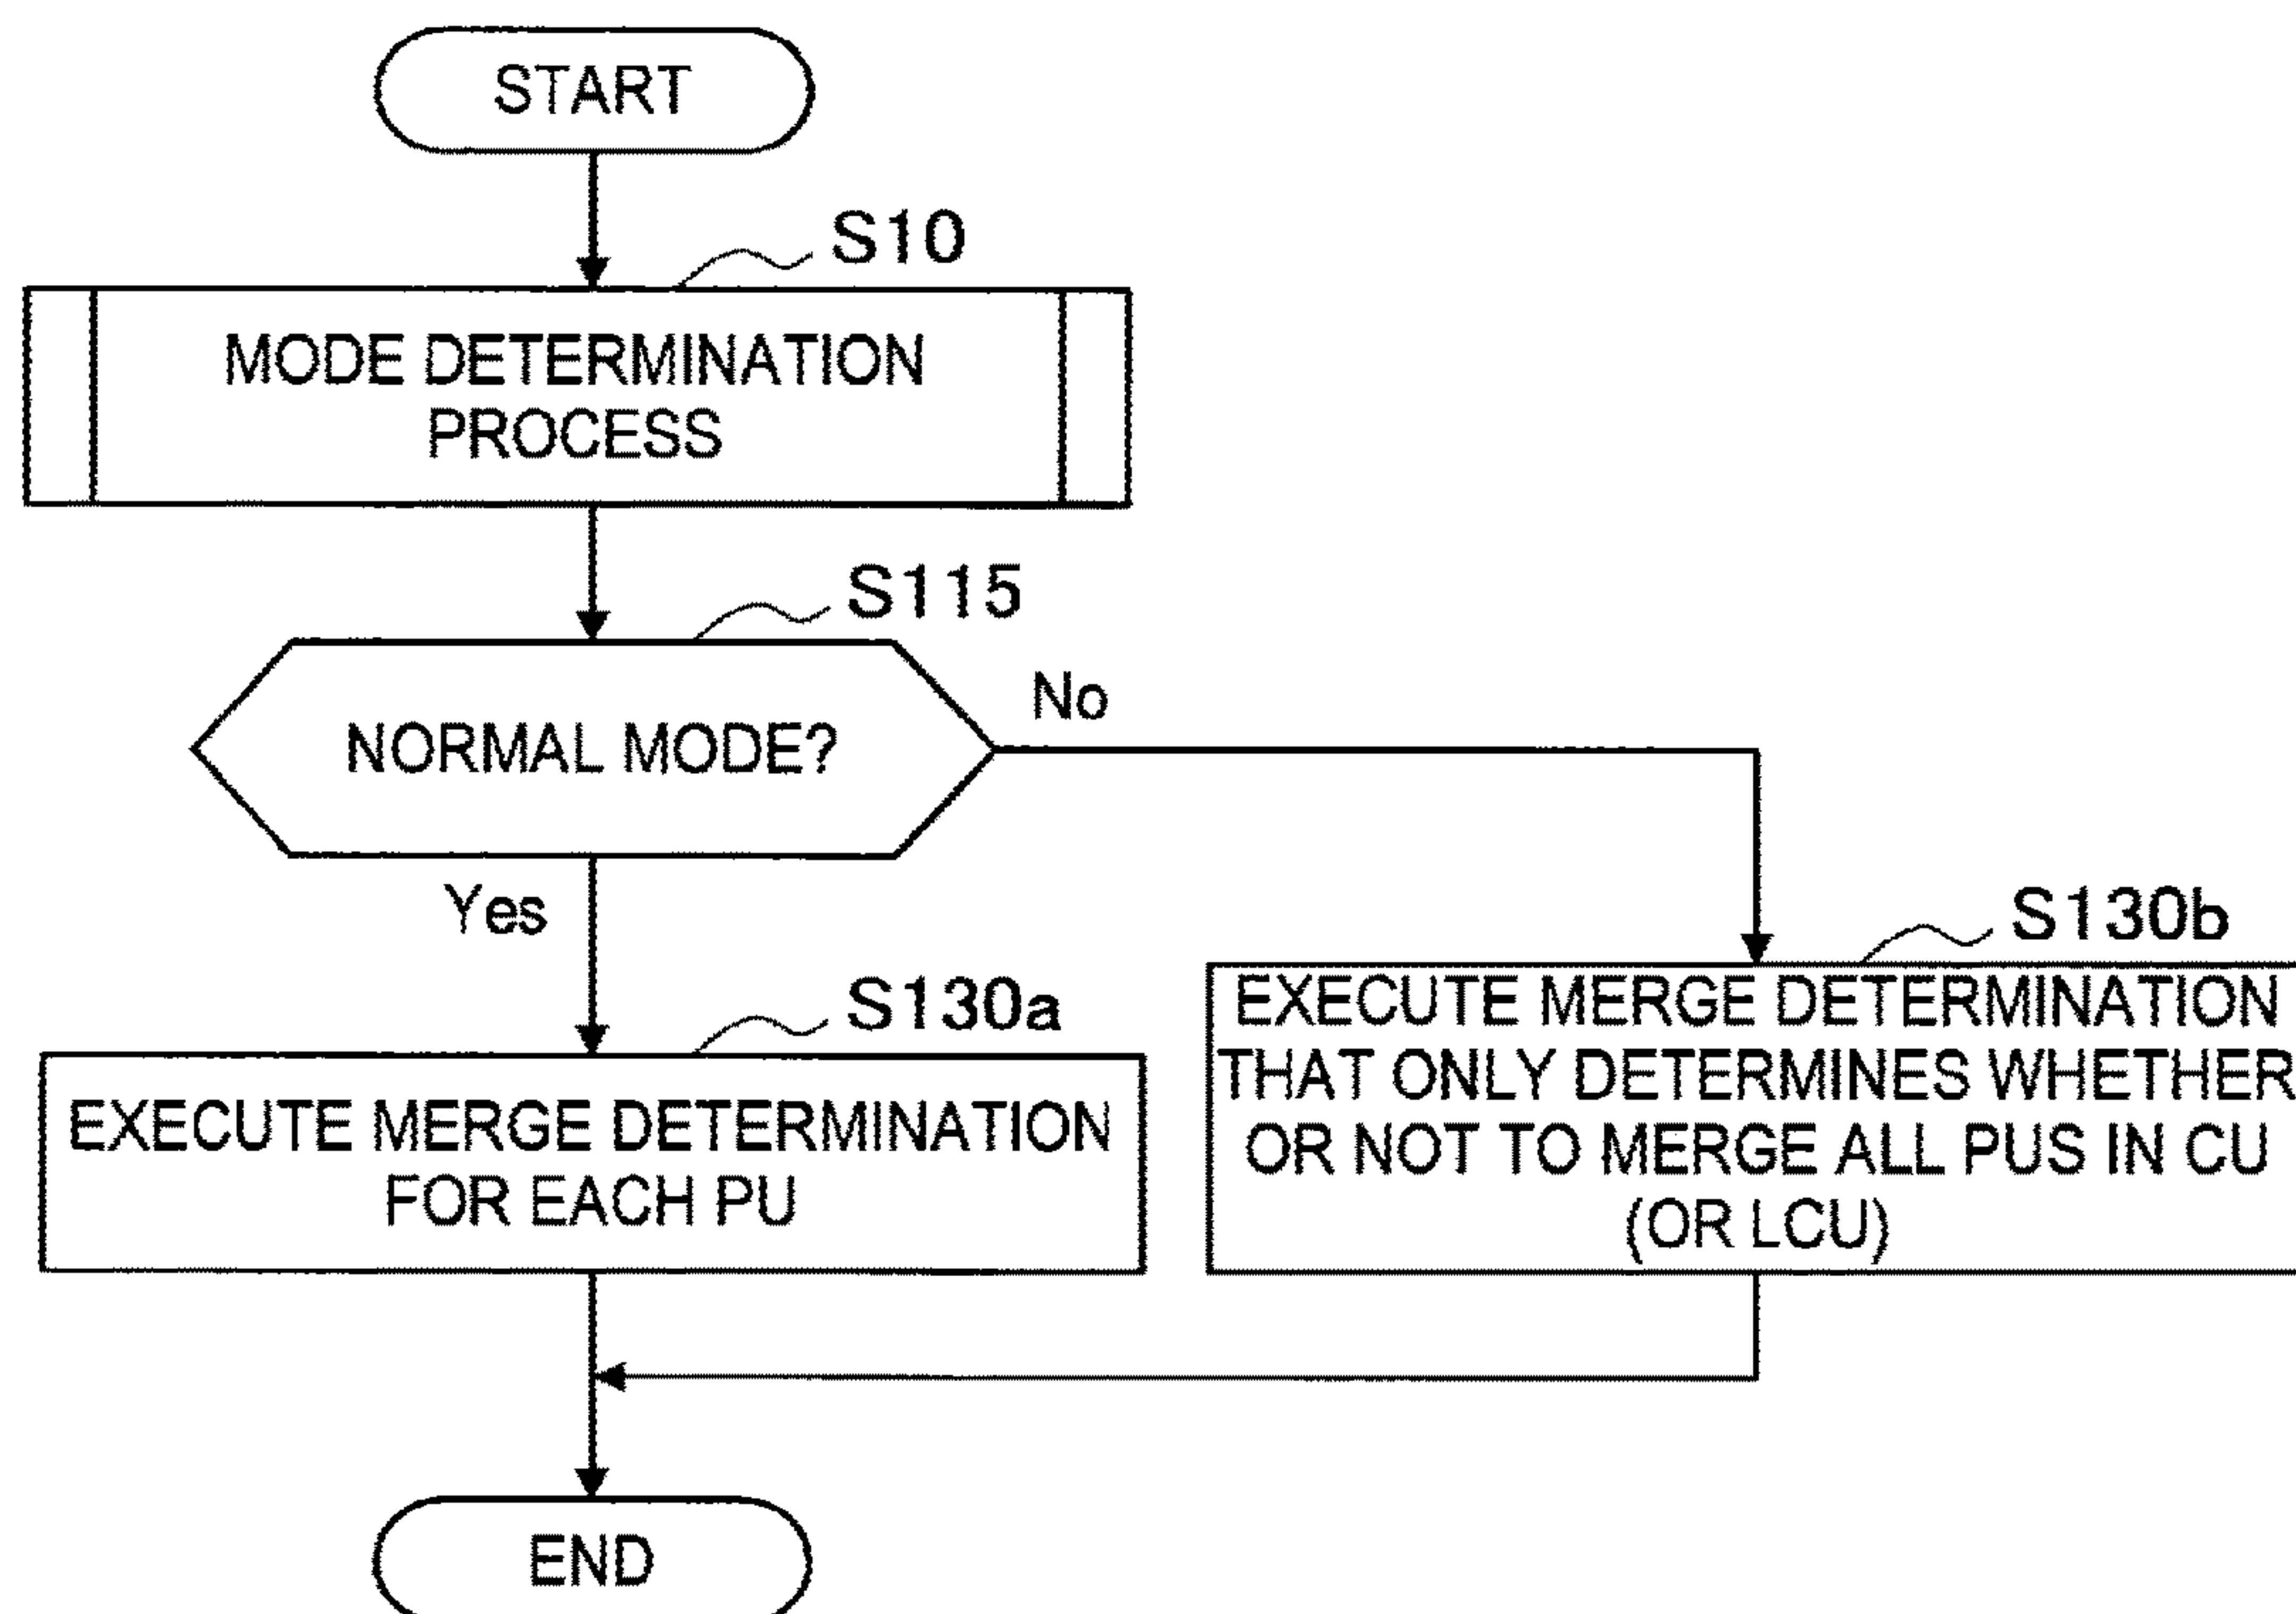 START
S10
MODE DETERMINATION
PROCESS
S115
NORMAL MODE?
No
Yes
S130a
EXECUTE MERGE DETERMINATION
FOR EACH PU
S130b
EXECUTE MERGE DETERMINATION
THAT ONLY DETERMINES WHETHER
OR NOT TO MERGE ALL PUS IN CU
(OR LCU)
END